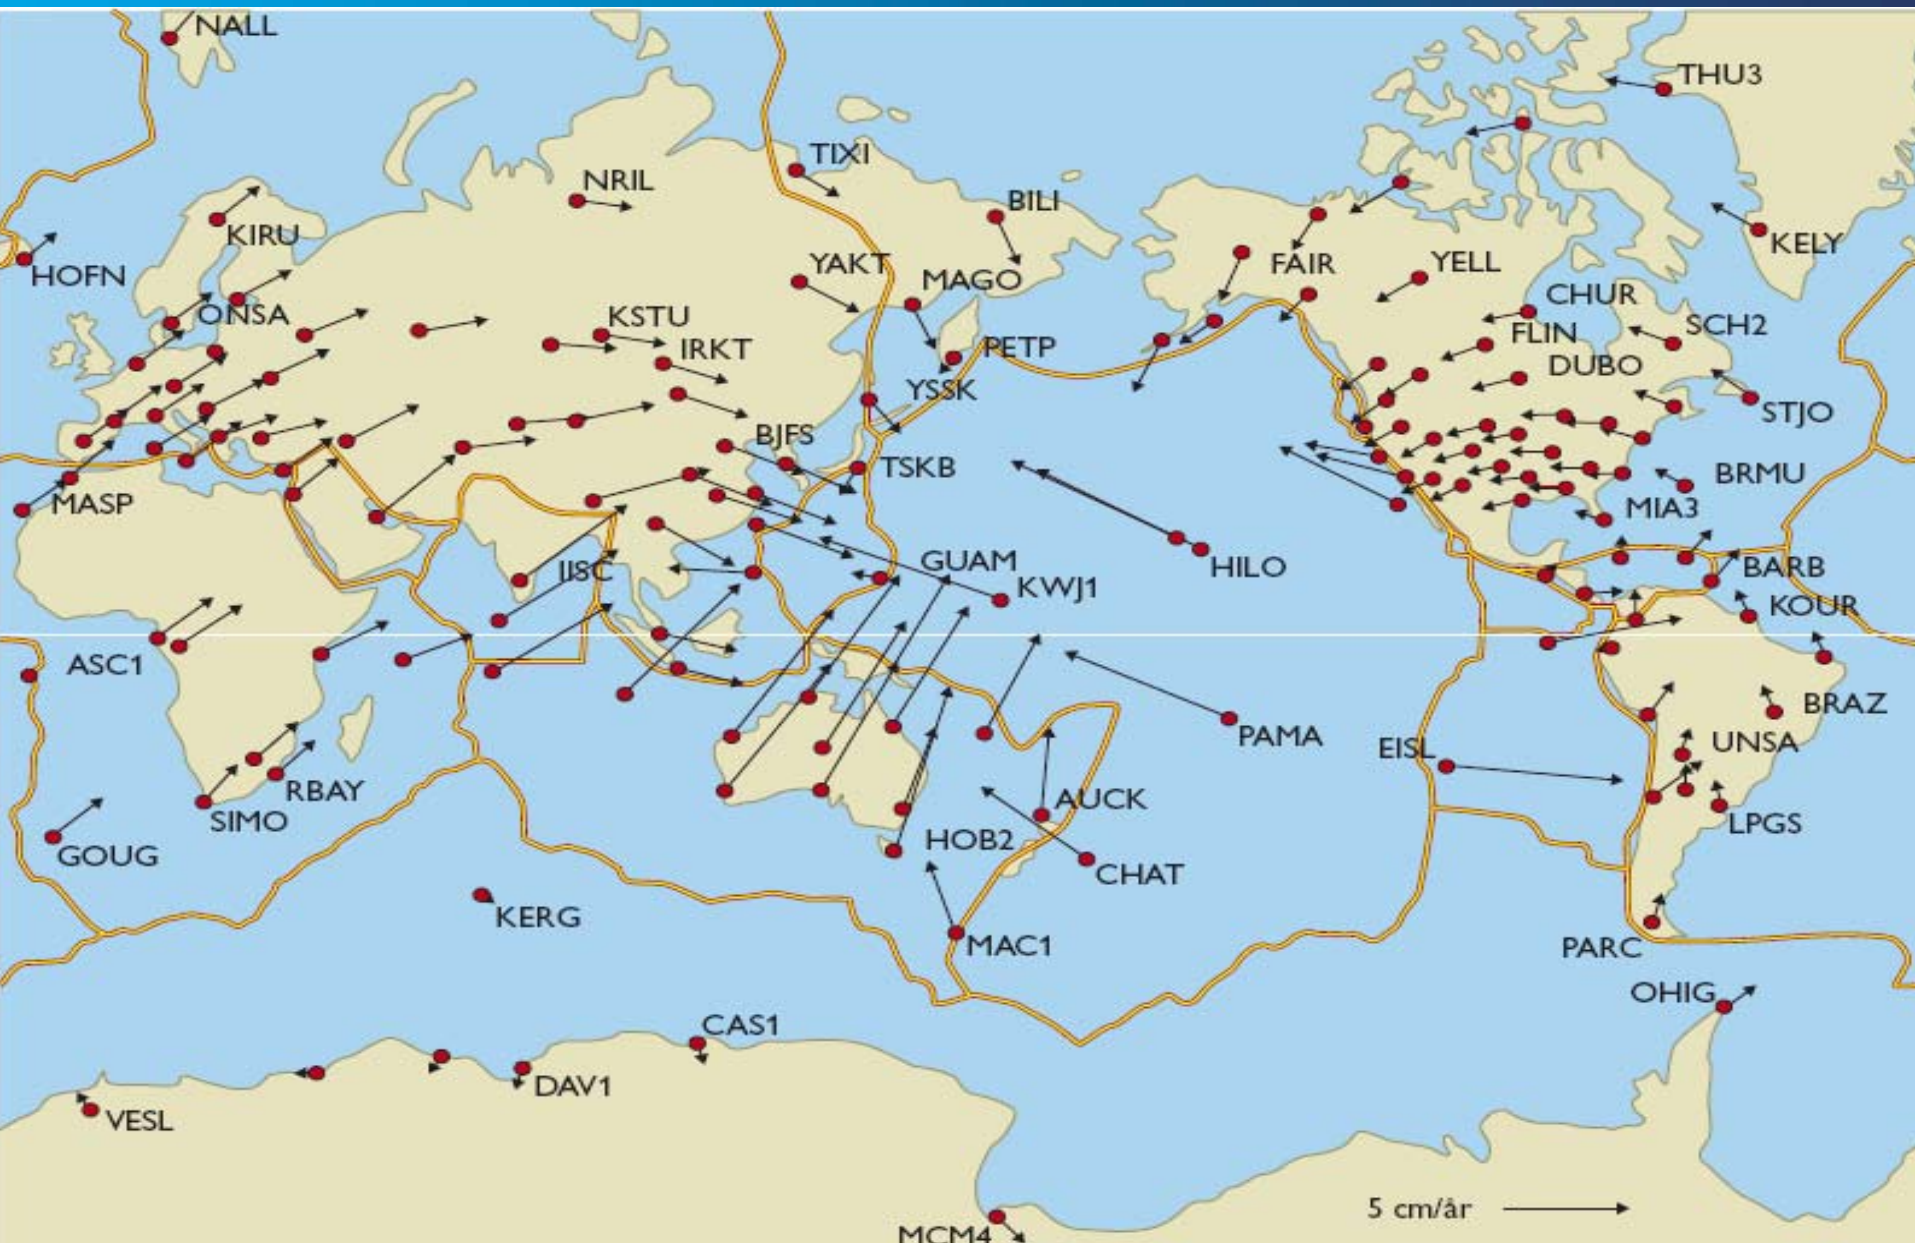 NALL
THU3
TIXI
NRIL
BILI
KIRU
KELY
HOFN
YAKT
FAIR
YELL
MAGO
CHUR
ONSA
KSTU
SCH2
FLIN
IRKT
PETP
DUBO
YSSK
STJO
BJFS
TSKB
BRMU
MASP
MIA3
GUAM
HILO
IISC
BARB
KWJ1
KOUR
ASC1
BRAZ
PAMA
UNSA
EISL
RBAY
AUCK
SIMO
LPGS
HOB2
GOUG
CHAT
KERG
MAC1
PARC
OHIG
CAS1
DAV1
VESL
5 cm/år
MCM4